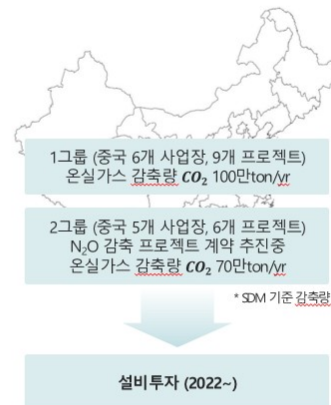 1그룹 (중국 6개 사업장, 9개 프로젝트)
온실가스 감축량 CO₂ 100만ton/yr
2그룹 (중국 5개 사업장, 6개 프로젝트)
N₂O 감축 프로젝트 계약 추진중
온실가스 감축량 CO₂ 70만ton/yr
* SDM 기준 감축량
설비투자 (2022~)